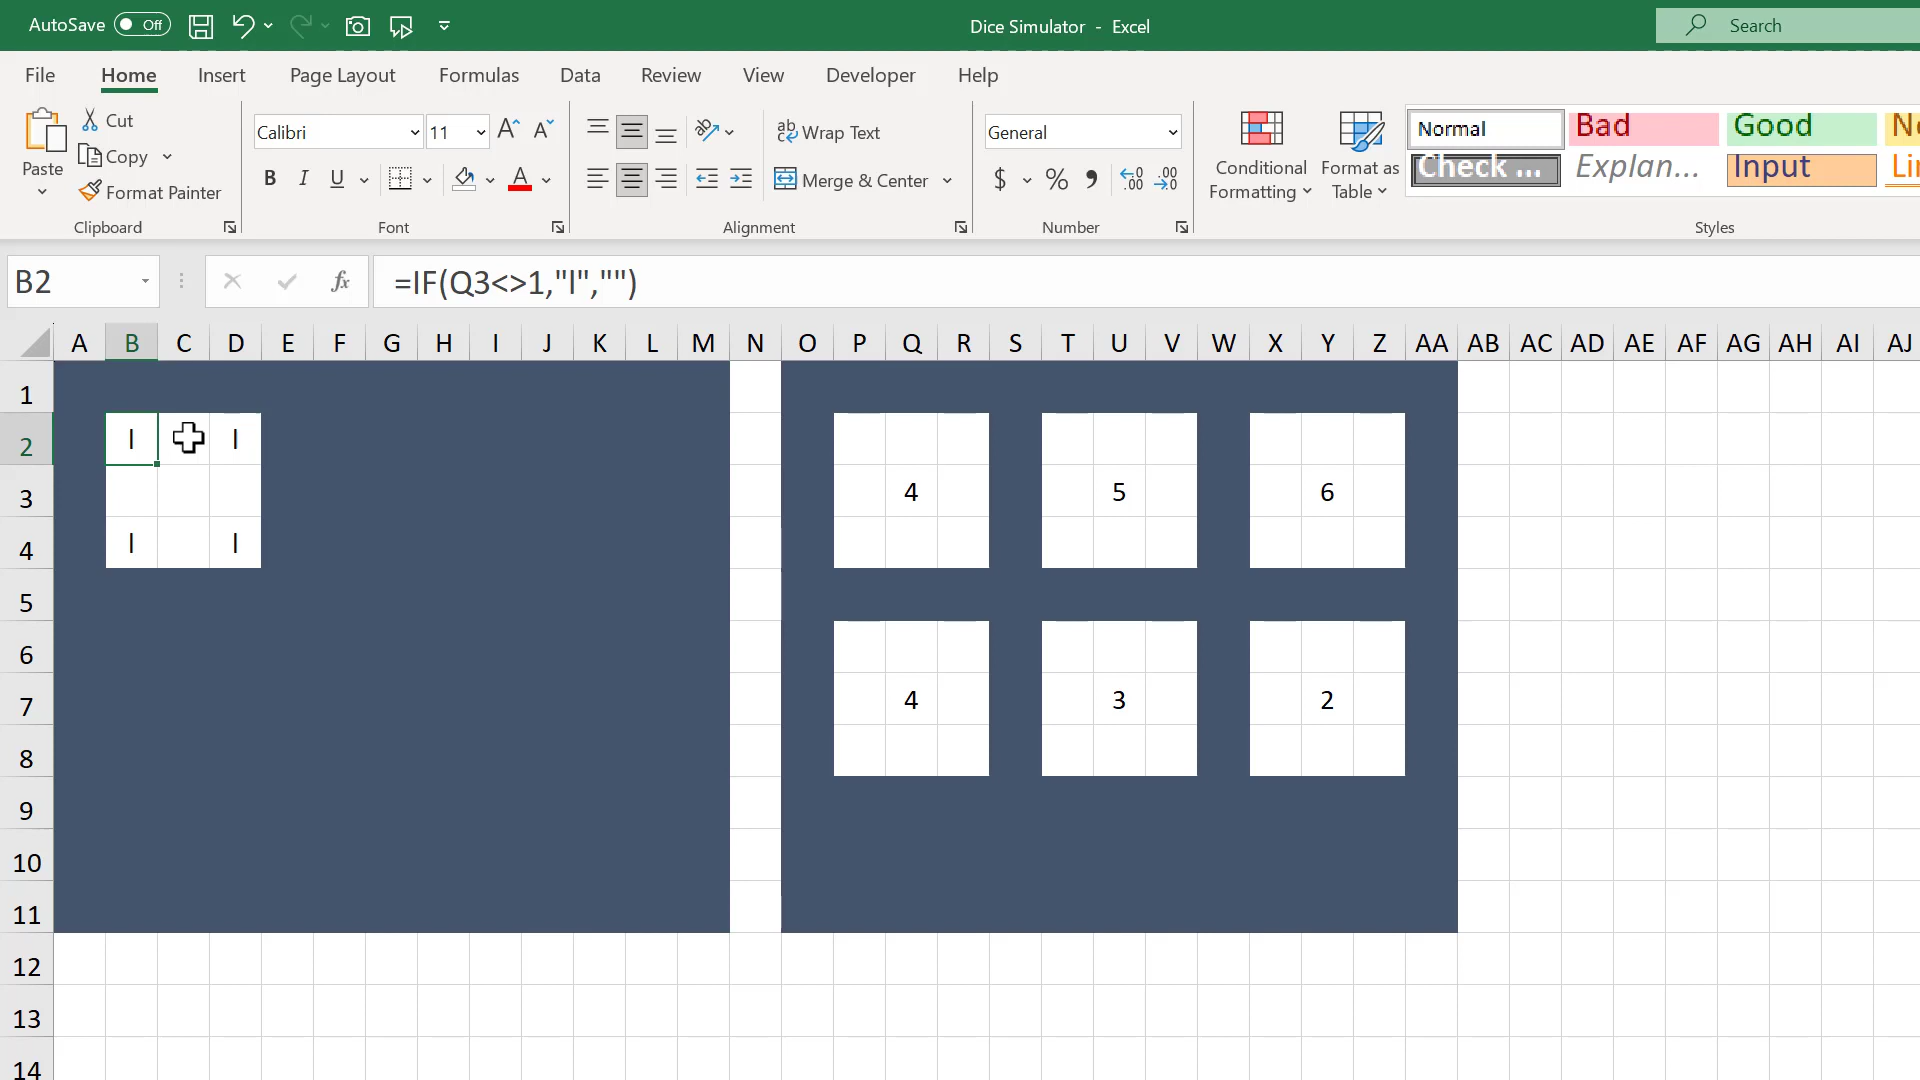 AutoSave Off
Dice Simulator - Excel
Search
File Home Insert Page Layout Formulas Data Review View Developer Help
Paste
Cut
Copy
Format Painter
Clipboard
Calibri 11
B I U
Font
Wrap Text
Merge & Center
Alignment
General
$ % 9
Number
Conditional Formatting
Format as Table
Normal Bad Good
Check ... Explan... Input
Styles
B2 fx =IF(Q3<>1,"l","")
A B C D E F G H I J K L M N O P Q R S T U V W X Y Z AA AB AC AD AE AF AG AH AI AJ
1
2 l l
3 4 5 6
4 l l
5
6
7 4 3 2
8
9
10
11
12
13
14